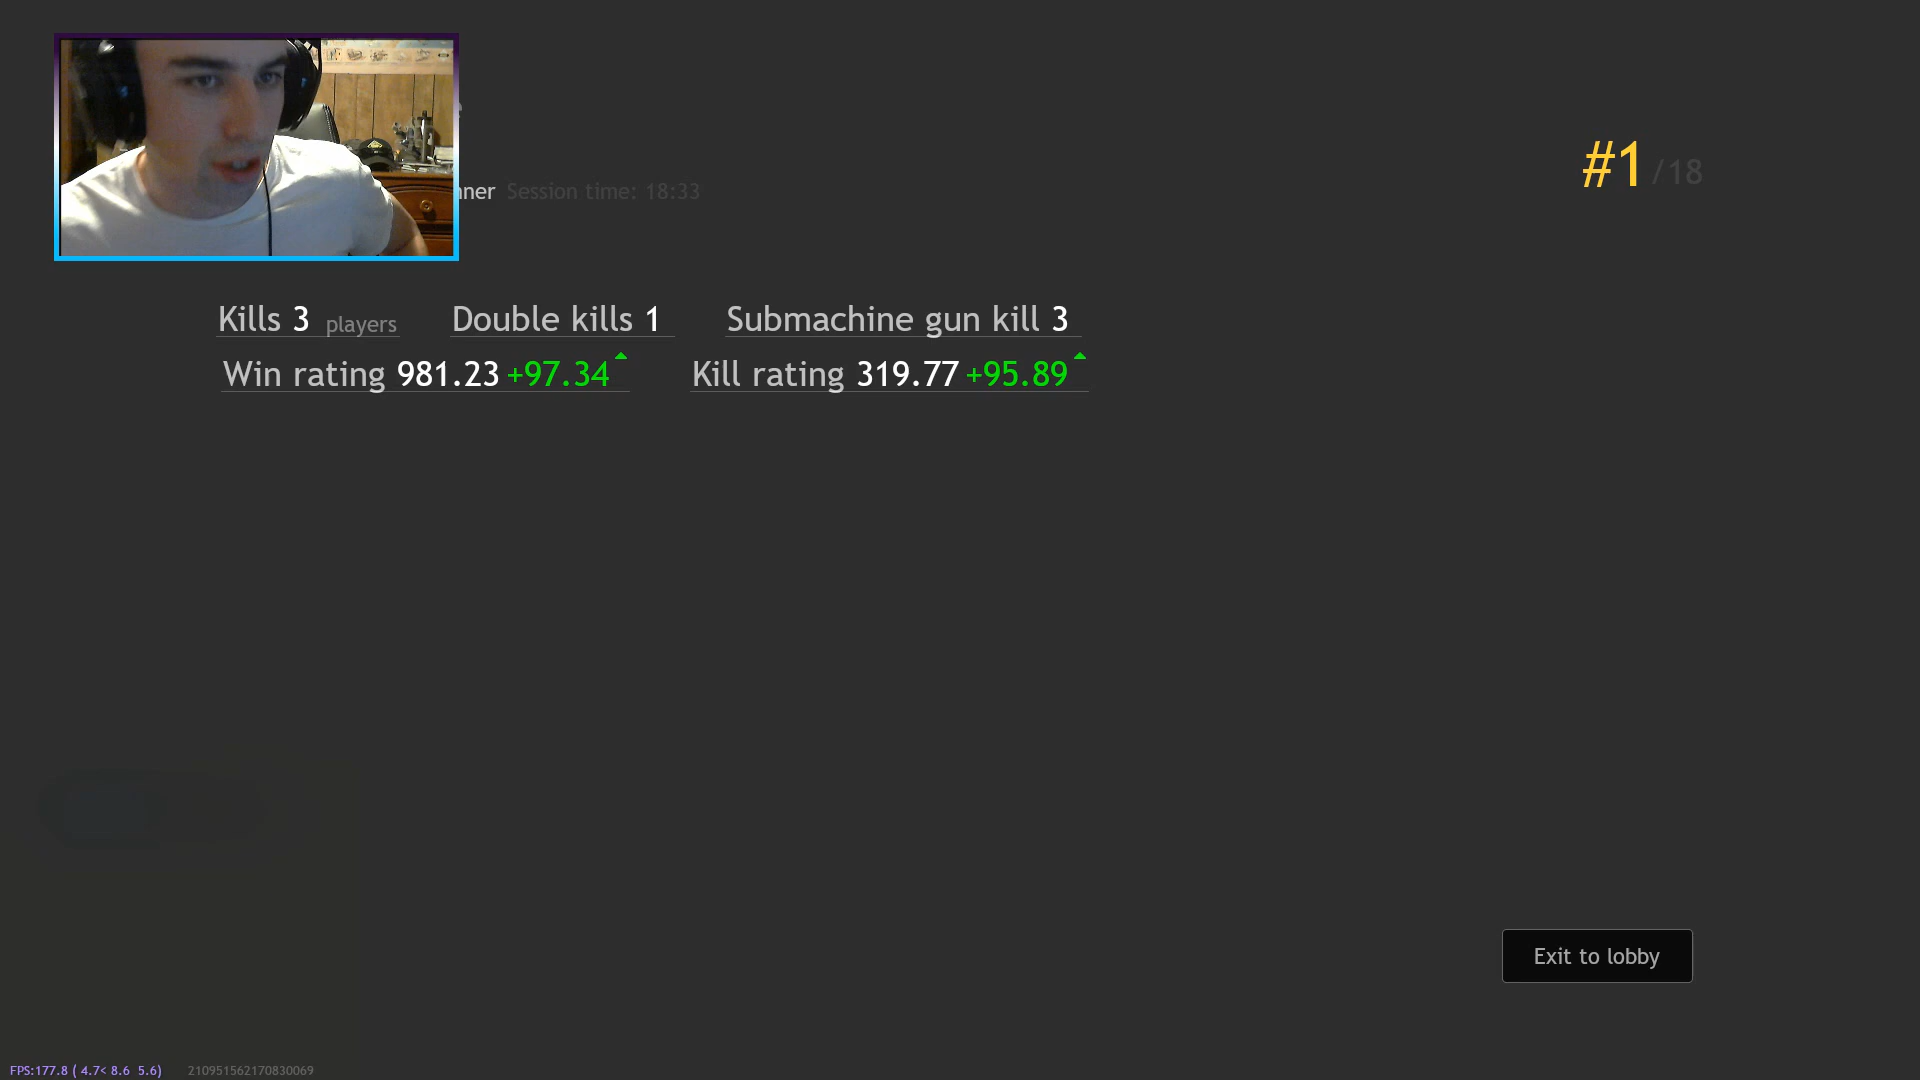 #1/18
Session time: 18:33
Kills 3 players Double kills 1 Submachine gun kill 3
Win rating 981.23 +97.34 Kill rating 319.77 +95.89
Exit to lobby
FPS:177.8 ( 4.7< 8.6 5.6) 210951562170830069